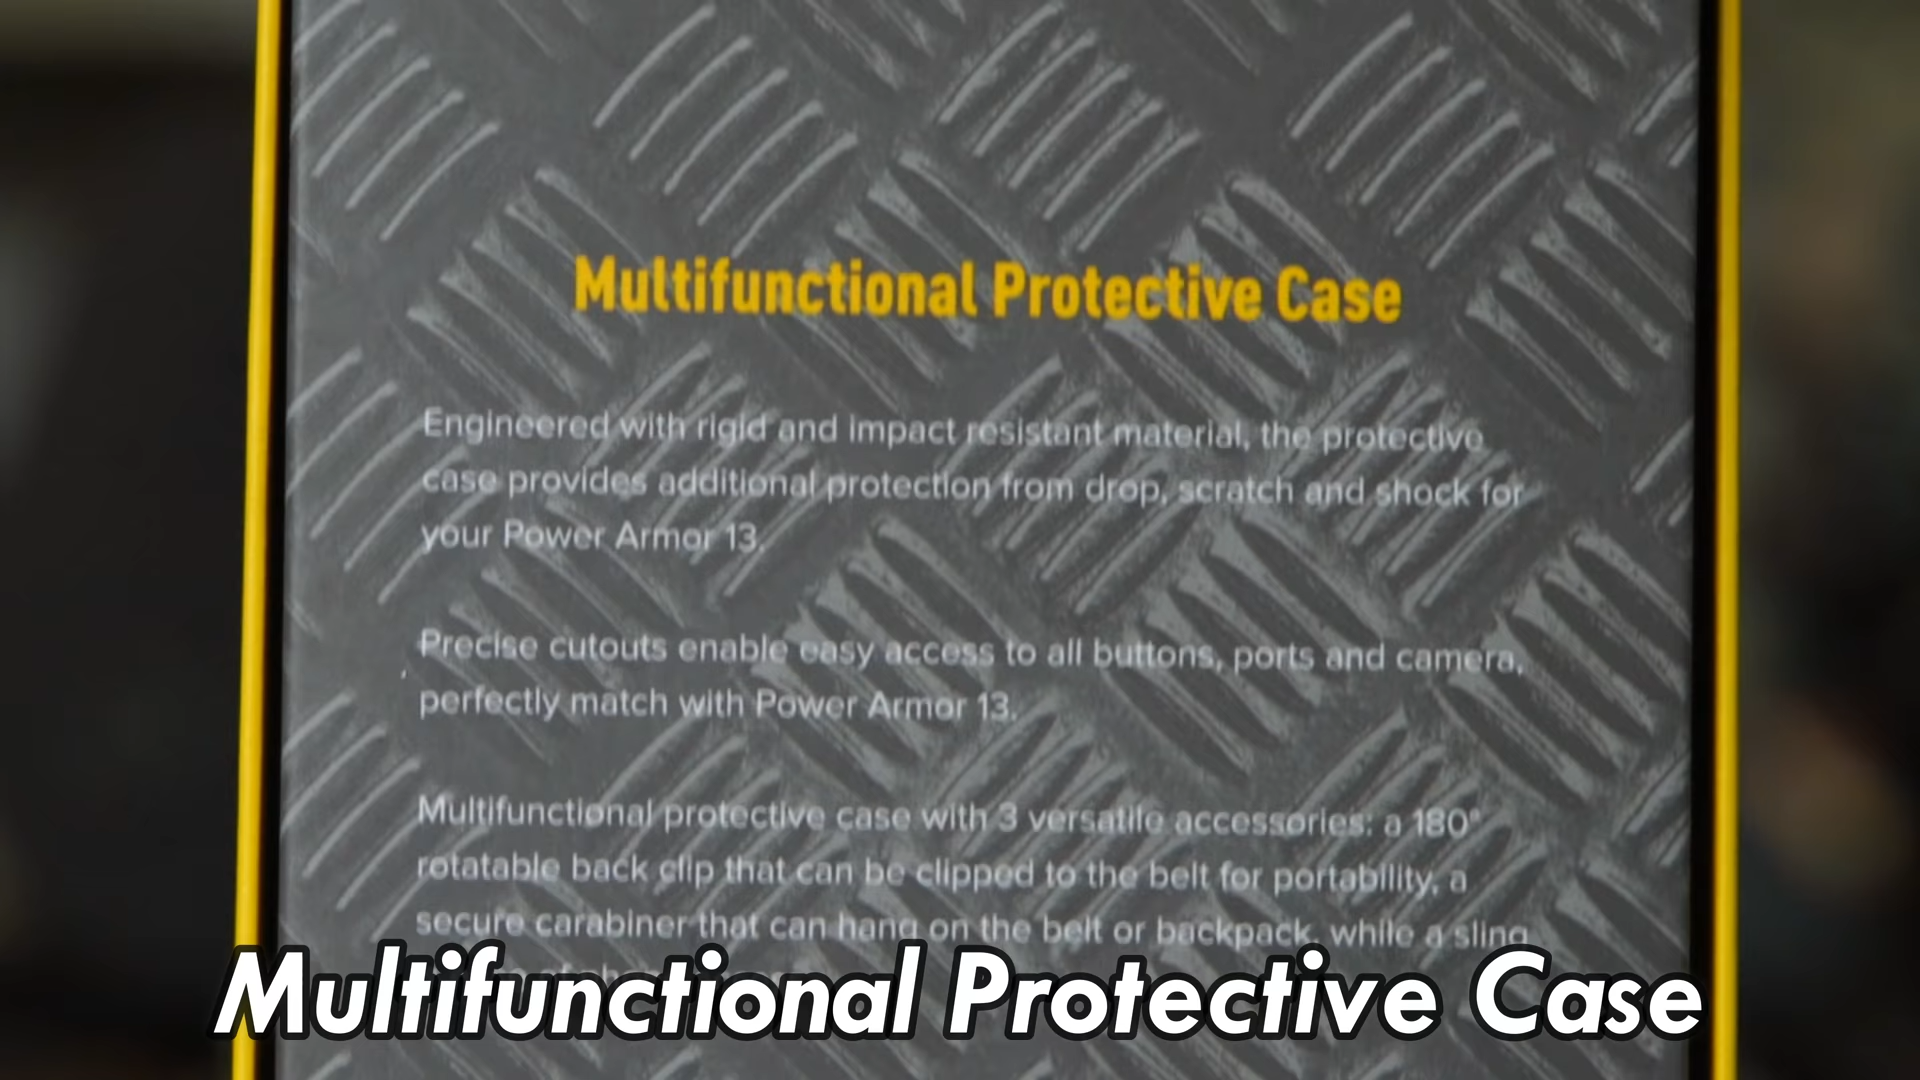 Multifunctional Protective Case
Engineered with rigid and impact resistant material, the protective
case provides additional protection from drop, scratch and shock for
your Power Armor 13.
Precise cutouts enable easy access to all buttons, ports and camera,
perfectly match with Power Armor 13.
Multifunctional protective case with 3 versatile accessories: a 180°
rotatable back clip that can be clipped to the belt for portability, a
secure carabiner that can hang on the belt or backpack, while a sling
Multifunctional Protective Case